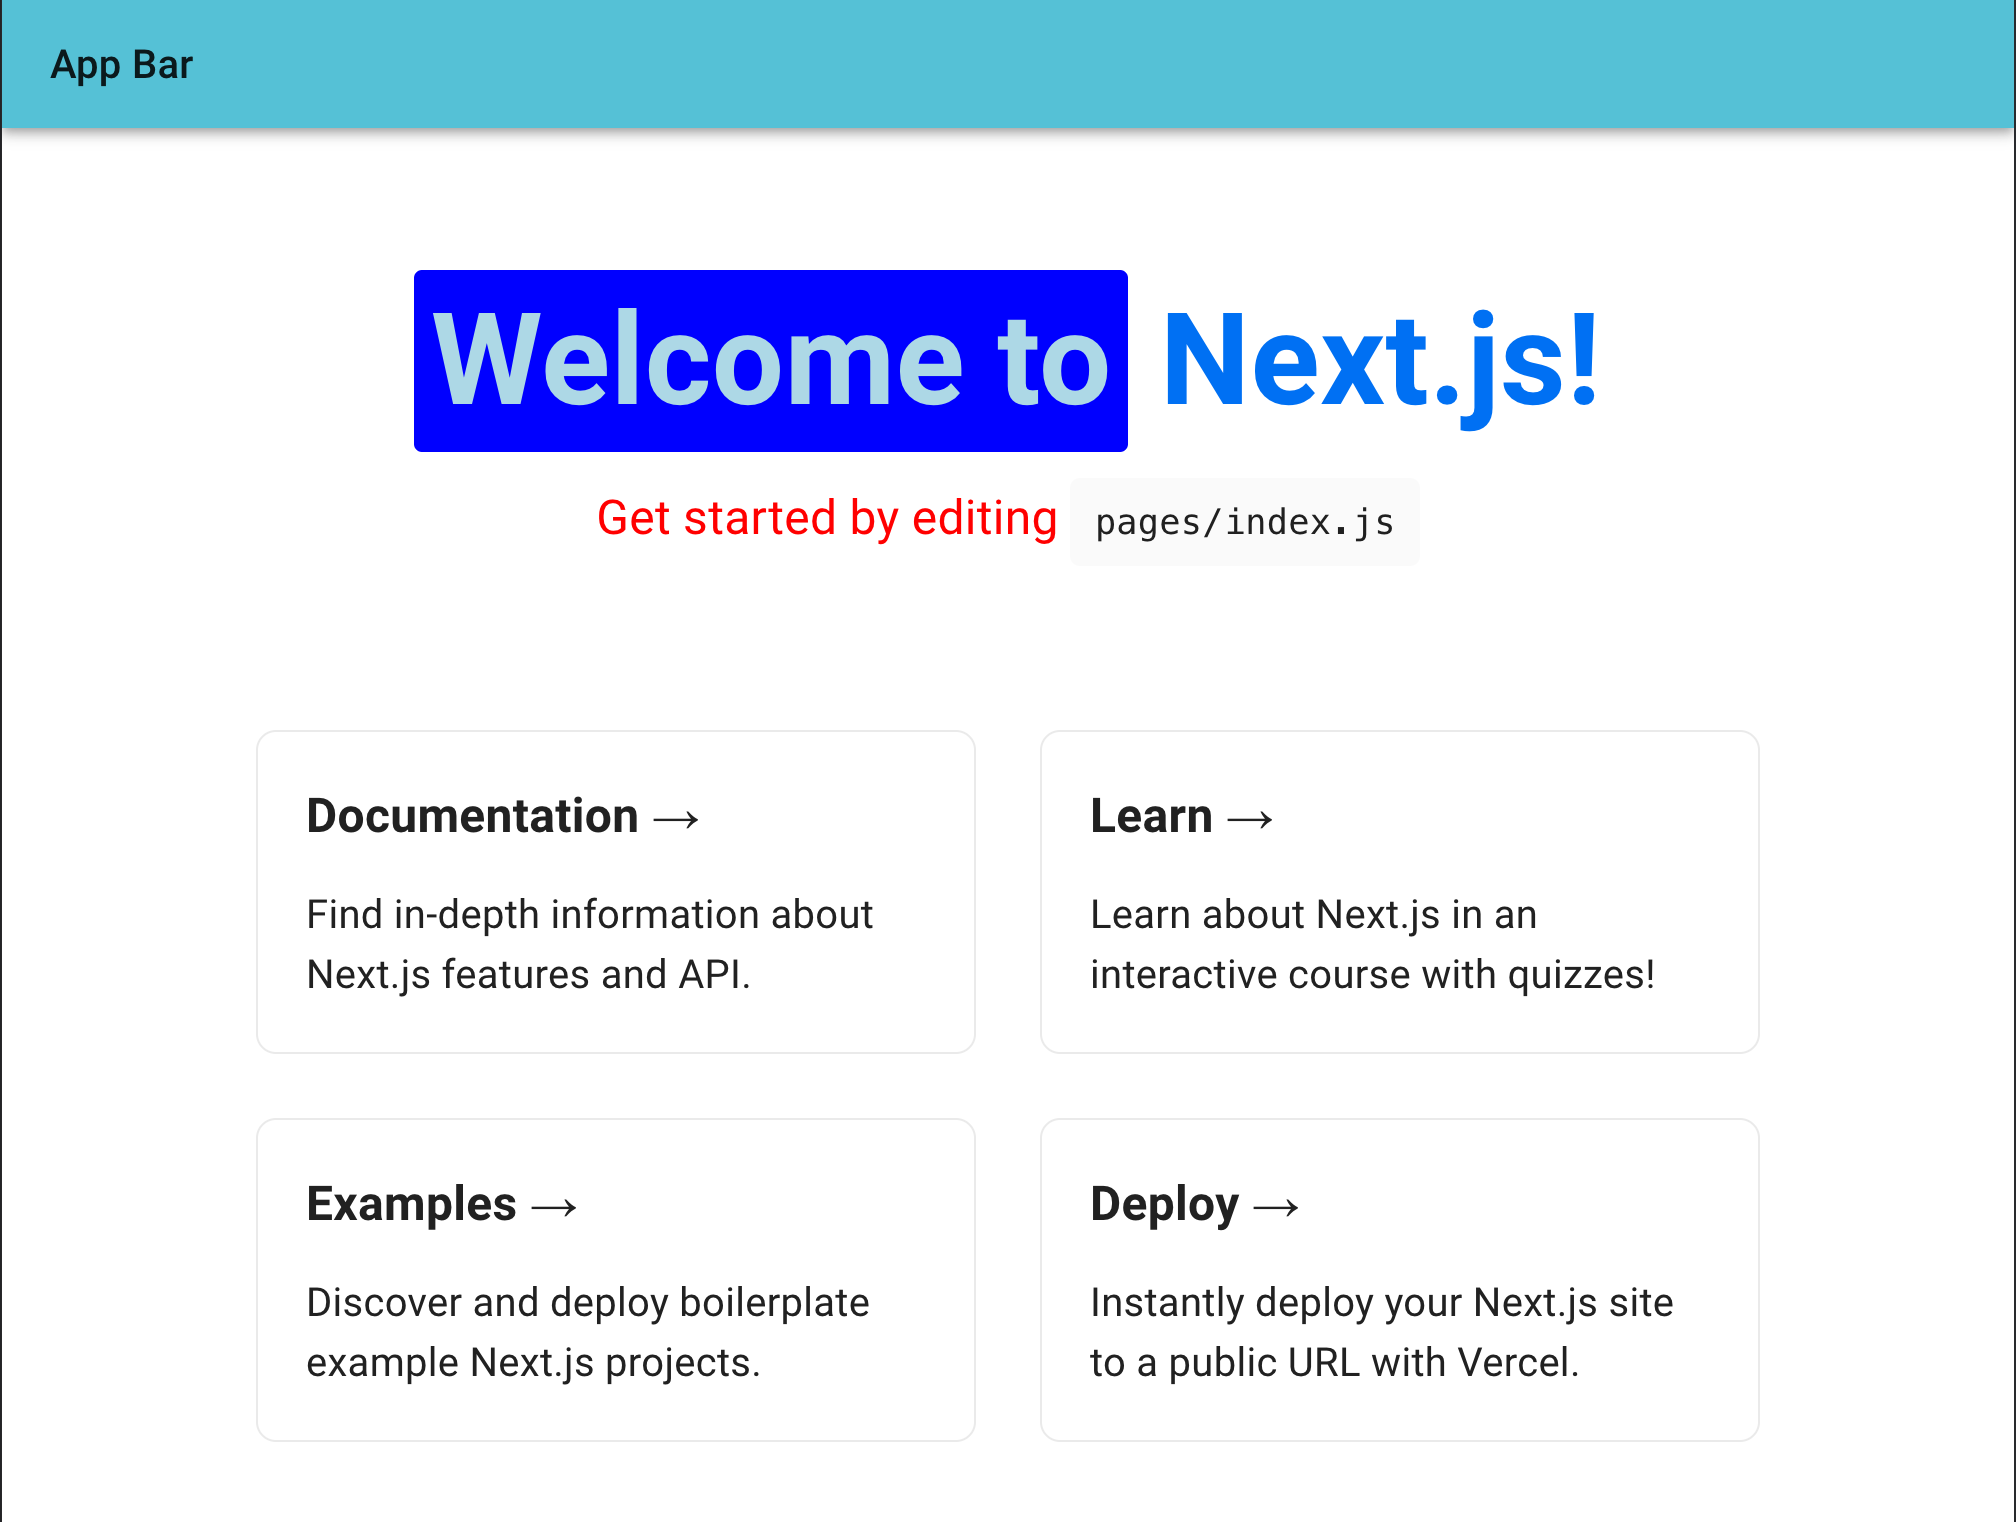 App Bar
Welcome to Next.js!
Get started by editing pages/index.js
Documentation →
Find in-depth information about
Next.js features and API.
Learn →
Learn about Next.js in an
interactive course with quizzes!
Examples →
Discover and deploy boilerplate
example Next.js projects.
Deploy →
Instantly deploy your Next.js site
to a public URL with Vercel.